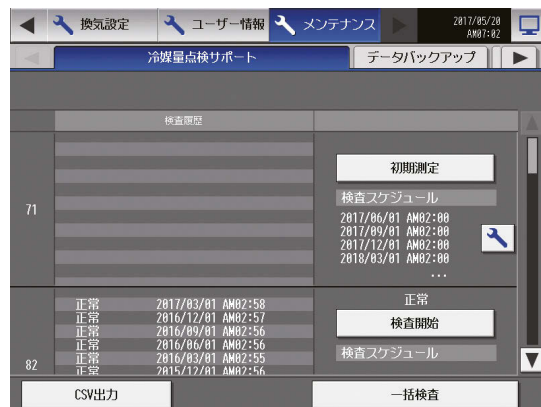 換気設定 ユーザー情報 メンテナンス 2017/05/20
AM07:02
冷媒量点検サポート データバックアップ
検査履歴
71
初期測定
検査スケジュール
2017/06/01 AM02:00
2017/09/01 AM02:00
2017/12/01 AM02:00
2018/03/01 AM02:00
...
82
正常 2017/03/01 AM02:58
正常 2016/12/01 AM02:57
正常 2016/09/01 AM02:56
正常 2016/06/01 AM02:56
正常 2016/03/01 AM02:55
正常 2015/12/01 AM02:56
正常
検査開始
検査スケジュール
CSV出力 一括検査